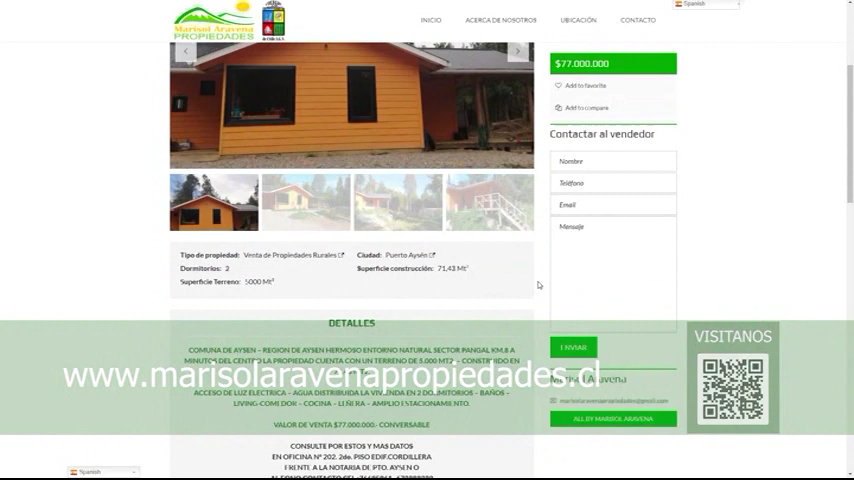 Marisol Aravena
PROPIEDADES
INICIO
ACERCA DE NOSOTROS
UBICACIÓN
CONTACTO
Spanish
$77.000.000
Add to favorite
Add to compare
Contactar al vendedor
Nombre
Teléfono
Email
Mensaje
ENVIAR
Tipo de propiedad: Venta de Propiedades Rurales
Ciudad: Puerto Aysén
Dormitorios: 2
Superficie construcción: 71,43 Mt²
Superficie Terreno: 5000 Mt²
DETALLES
COMUNA DE AYSEN – REGION DE AYSEN HERMOSO ENTORNO NATURAL SECTOR PANGAL KM.8 A
MINUTOS DEL CENTRO LA PROPIEDAD CUENTA CON UN TERRENO DE 5.000 MT2. – CONSTRUIDO EN
www.marisolaravenapropiedades.cl
ACCESO DE LUZ ELECTRICA – AGUA DISTRIBUIDA LA VIVIENDA EN 2 DORMITORIOS – BAÑOS –
LIVING-COMEDOR – COCINA – LEÑERA – AMPLIO ESTACIONAMIENTO.
VALOR DE VENTA $77.000.000.- CONVERSABLE
CONSULTE POR ESTOS Y MAS DATOS
EN OFICINA Nº 202. 2do. PISO EDIF.CORDILLERA
FRENTE A LA NOTARIA DE PTO. AYSEN O
Marisol Aravena
marisolaravenapropiedades@gmail.com
ALL BY MARISOL ARAVENA
VISITANOS
Spanish